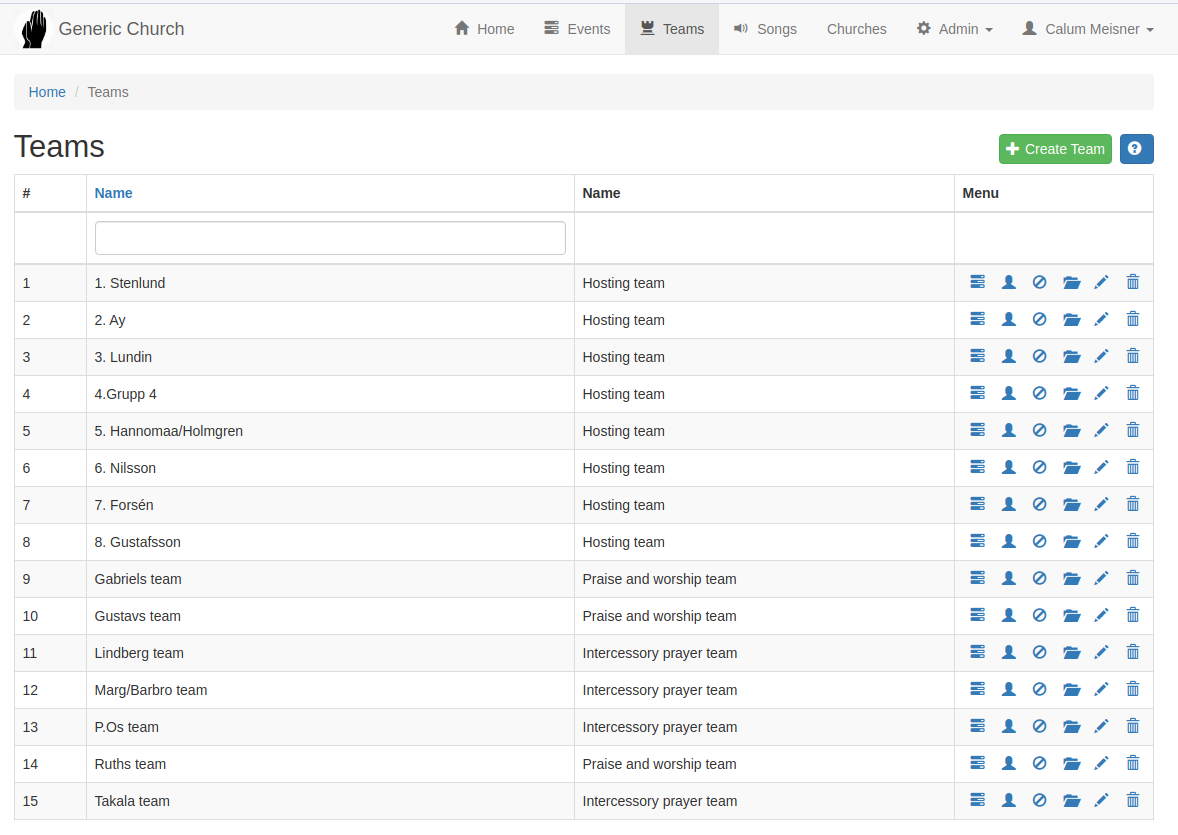 Generic Church Home Events Teams Songs Churches Admin Calum Meisner
Home / Teams
Teams Create Team
# Name Name Menu
1 1. Stenlund Hosting team
2 2. Ay Hosting team
3 3. Lundin Hosting team
4 4.Grupp 4 Hosting team
5 5. Hannomaa/Holmgren Hosting team
6 6. Nilsson Hosting team
7 7. Forsén Hosting team
8 8. Gustafsson Hosting team
9 Gabriels team Praise and worship team
10 Gustavs team Praise and worship team
11 Lindberg team Intercessory prayer team
12 Marg/Barbro team Intercessory prayer team
13 P.Os team Intercessory prayer team
14 Ruths team Praise and worship team
15 Takala team Intercessory prayer team